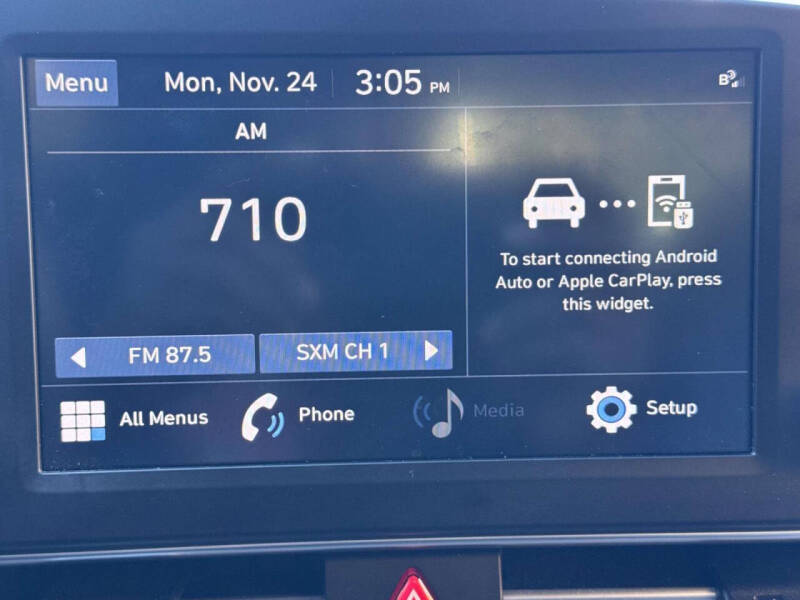 Menu
Mon, Nov. 24
3:05 PM
B
AM
710
To start connecting Android
Auto or Apple CarPlay, press
this widget.
FM 87.5
SXM CH 1
All Menus
Phone
Media
Setup